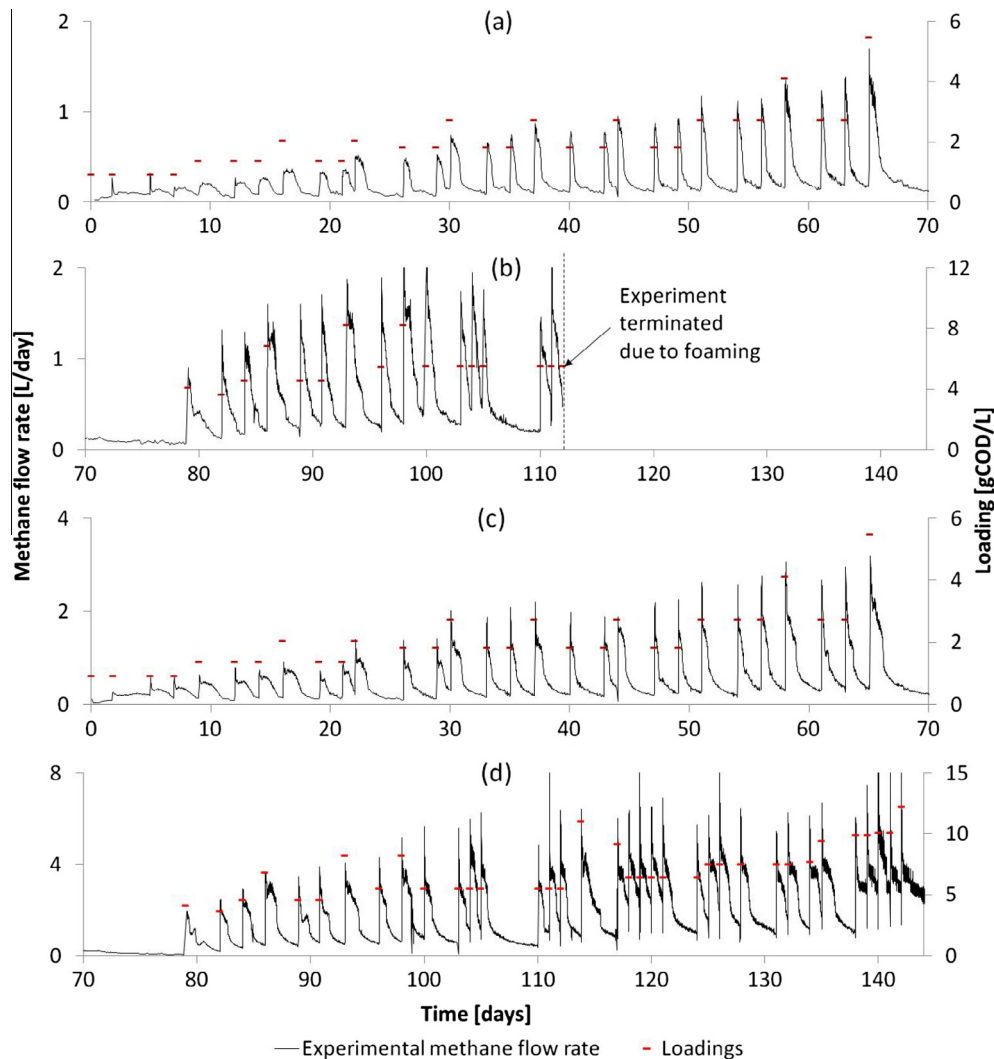 (a)
2
1
0
6
4
2
0
0 10 20 30 40 50 60 70
(b)
2
1
0
12
8
4
0
Experiment
terminated
due to foaming
70 80 90 100 110 120 130 140
Methane flow rate [L/day]
Loading [gCOD/L]
(c)
4
2
0
6
4
2
0
0 10 20 30 40 50 60 70
(d)
8
4
0
15
10
5
0
70 80 90 100 110 120 130 140
Time [days]
Experimental methane flow rate Loadings